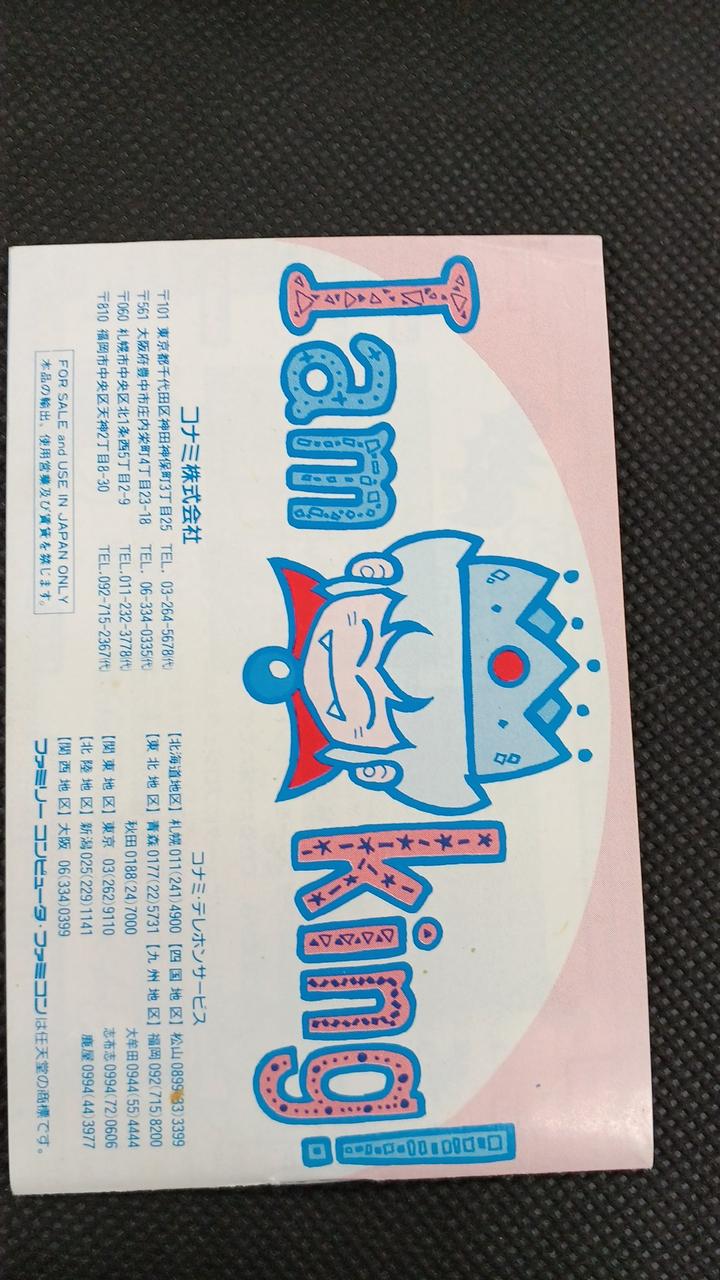 I am king!
コナミ株式会社
〒101 東京都千代田区神田神保町3丁目25 TEL. 03-264-5678㈹
〒561 大阪府豊中市庄内栄町4丁目23-18 TEL. 06-334-0335㈹
〒060 札幌市中央区北1条西5丁目2-9 TEL.011-232-3778㈹
〒810 福岡市中央区天神2丁目8-30 TEL.092-715-2367㈹
FOR SALE and USE IN JAPAN ONLY
本品の輸出、使用営業及び賃貸を禁じます。
コナミ・テレホンサービス
【北海道地区】 札幌 011(241)4900
【東北地区】 青森 0177(22)5731
秋田 0188(24)7000
【関東地区】 東京 03(262)9110
【北陸地区】 新潟 025(229)1141
【関西地区】 大阪 06(334)0399
【四国地区】 松山 0899(33)3399
【九州地区】 福岡 092(715)8200
大牟田 0944(55)4444
志布志 0994(72)0606
鹿屋 0994(44)3977
ファミリーコンピュータ・ファミコンは任天堂の商標です。